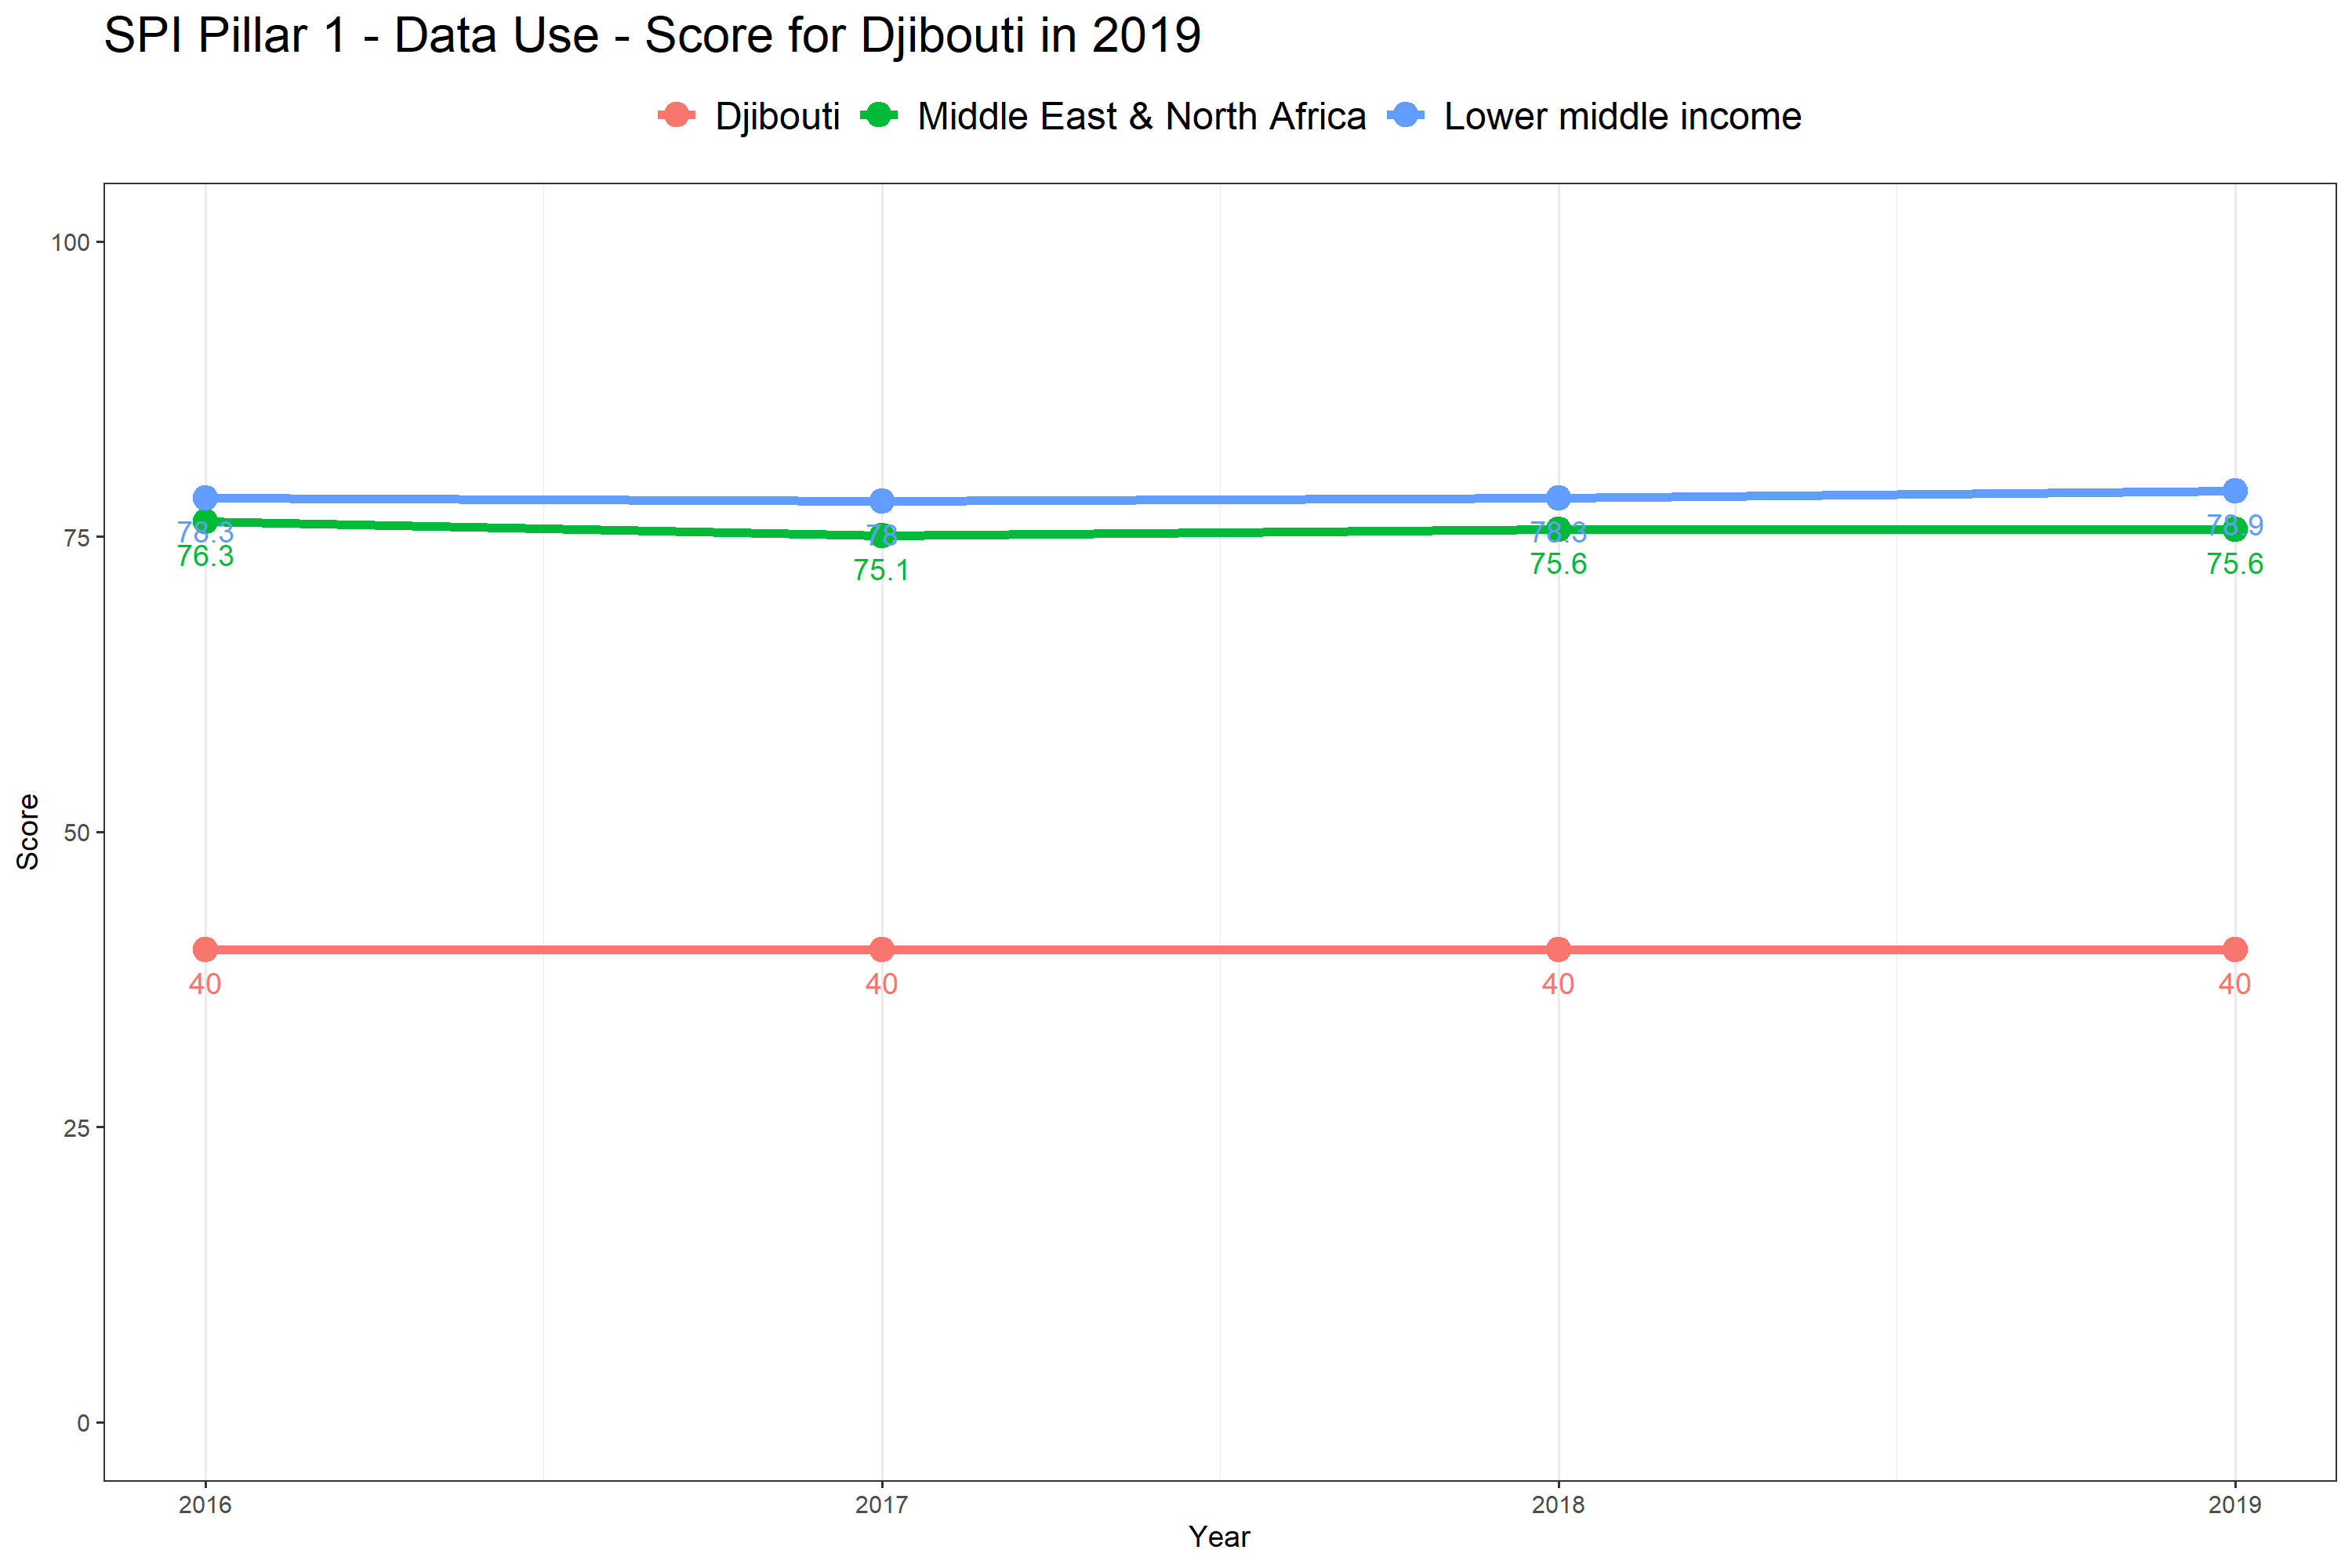 SPI Pillar 1 - Data Use - Score for Djibouti in 2019
Djibouti Middle East & North Africa Lower middle income
100
75
50
25
0
Score
78.3 78 78.3 78.9
76.3 75.1 75.6 75.6
40 40 40 40
2016 2017 2018 2019
Year